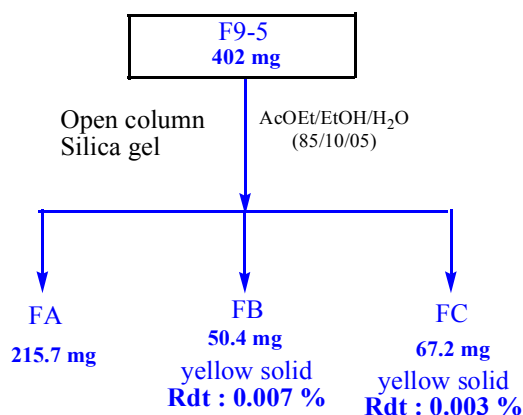 F9-5
402 mg
Open column
Silica gel
AcOEt/EtOH/H₂O
(85/10/05)
FA
215.7 mg
FB
50.4 mg
yellow solid
Rdt : 0.007 %
FC
67.2 mg
yellow solid
Rdt : 0.003 %